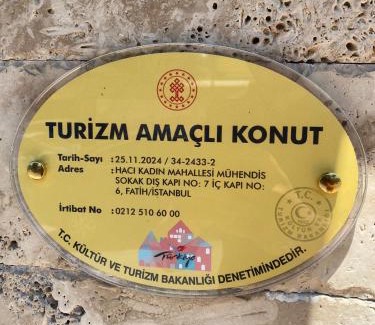 TURİZM AMAÇLI KONUT
Tarih-Sayı : 25.11.2024 / 34-2433-2
Adres : HACI KADIN MAHALLESİ MÜHENDİS
SOKAK DIŞ KAPI NO: 7 İÇ KAPI NO:
6, FATİH/İSTANBUL
İrtibat No : 0212 510 60 00
Türkiye
T.C. KÜLTÜR VE TURİZM BAKANLIĞI DENETİMİNDEDİR.
T.C.